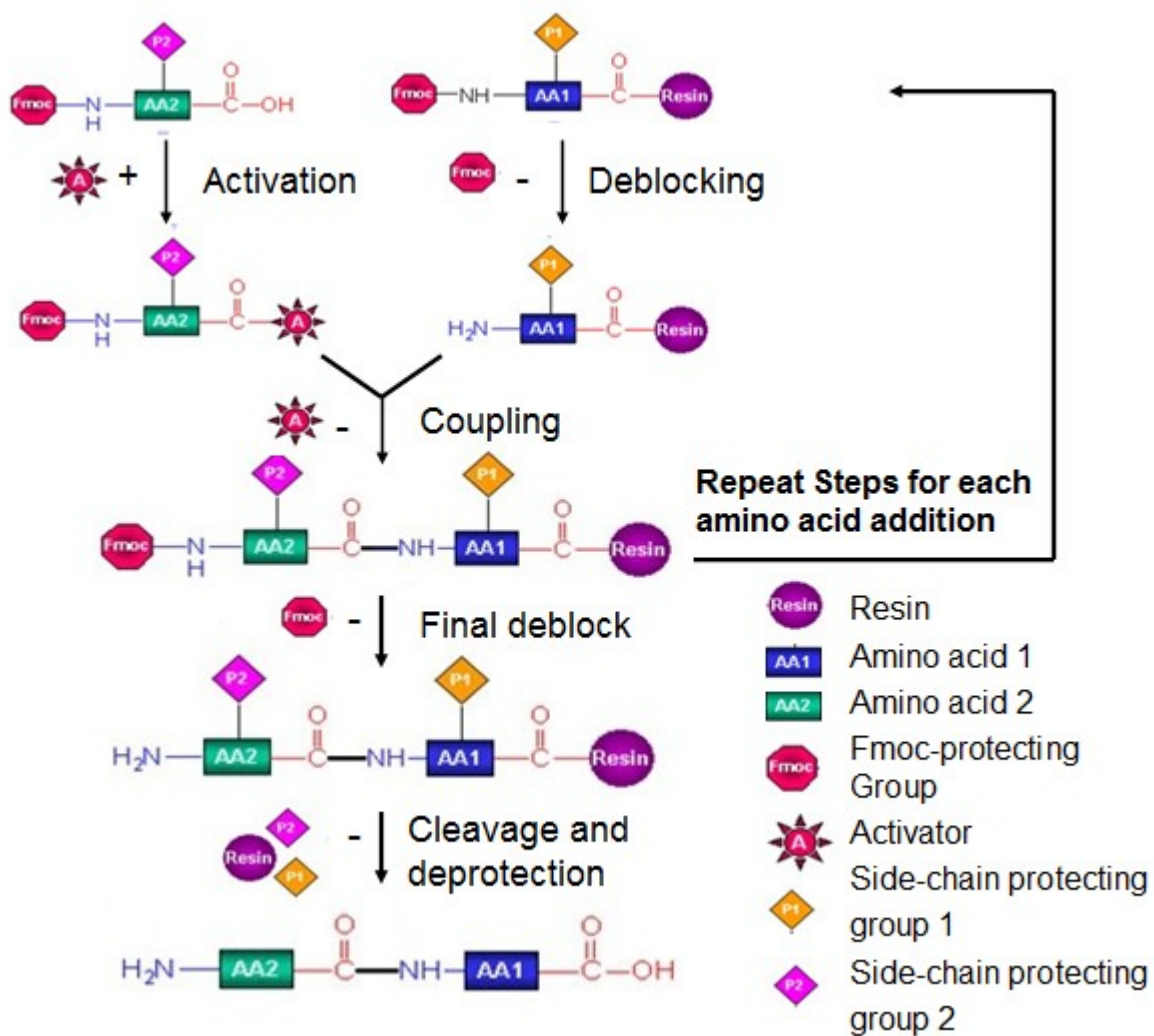 P2
P1
O
O
Fmoc
N
H
AA2
C
OH
Fmoc
NH
AA1
C
Resin
A
+
Activation
Fmoc
-
Deblocking
P2
P1
O
O
Fmoc
N
H
AA2
C
A
H₂N
AA1
C
Resin
A
-
Coupling
P2
P1
Repeat Steps for each
amino acid addition
O
O
Fmoc
N
H
AA2
C
NH
AA1
C
Resin
Fmoc
-
Final deblock
P2
P1
O
O
H₂N
AA2
C
NH
AA1
C
Resin
Resin
P2
P1
-
Cleavage and
deprotection
O
O
H₂N
AA2
C
NH
AA1
C
OH
Resin
Resin
AA1
Amino acid 1
AA2
Amino acid 2
Fmoc
Fmoc-protecting
Group
A
Activator
P1
Side-chain protecting
group 1
P2
Side-chain protecting
group 2